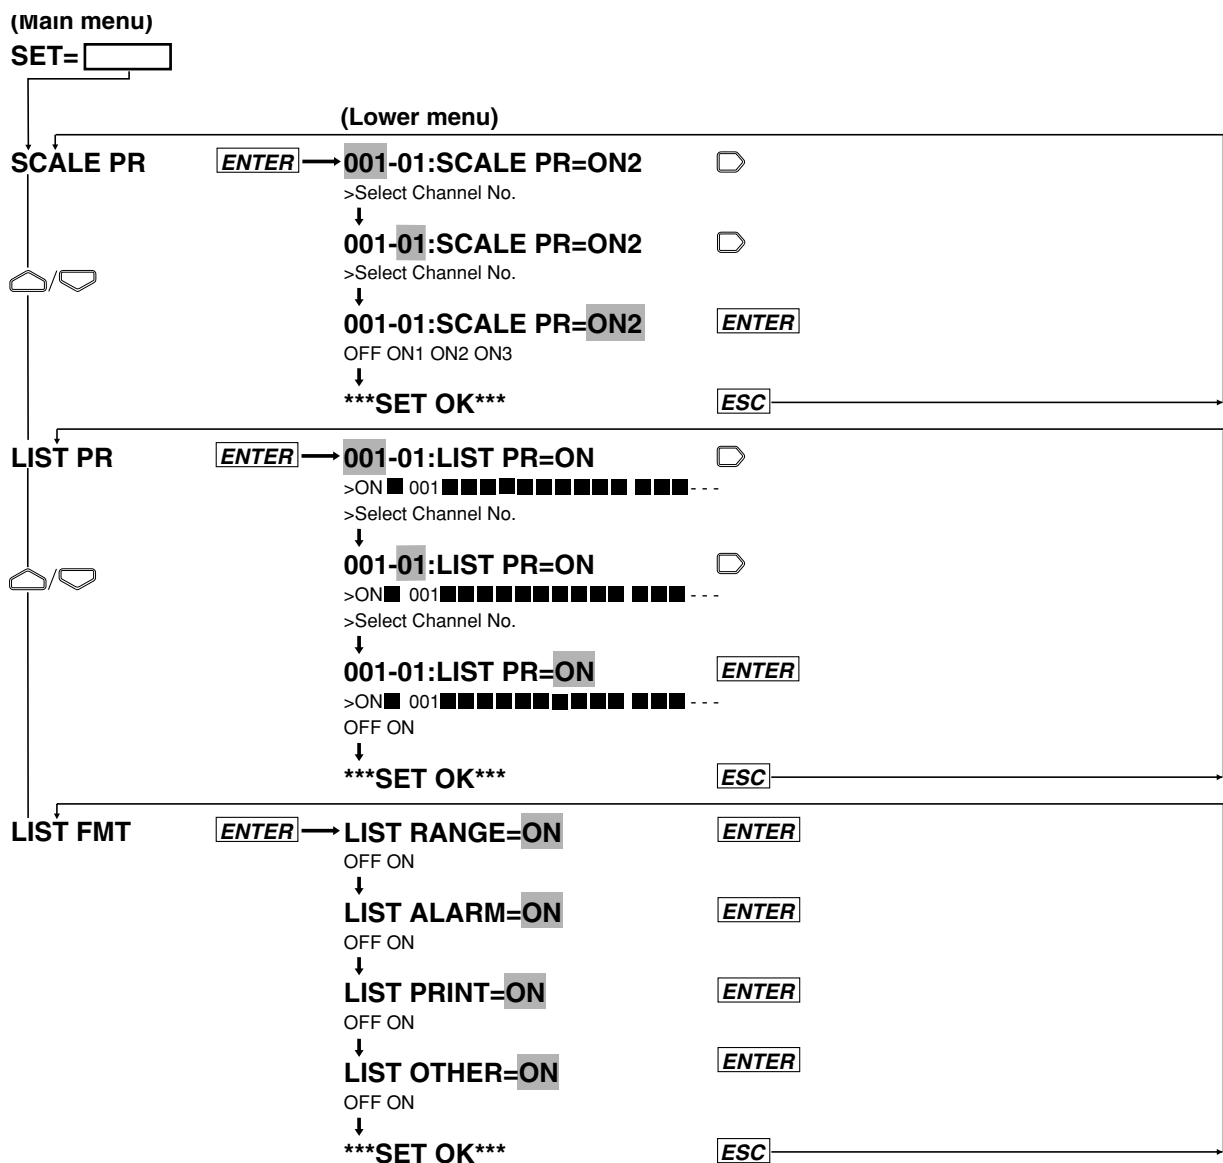 (Main menu)
SET=
(Lower menu)
SCALE PR ENTER 001-01:SCALE PR=ON2
>Select Channel No.
001-01:SCALE PR=ON2
>Select Channel No.
/
001-01:SCALE PR=ON2 ENTER
OFF ON1 ON2 ON3
***SET OK*** ESC
LIST PR ENTER 001-01:LIST PR=ON
>ON■ 001■■■■■■■■■■ ■■■---
>Select Channel No.
001-01:LIST PR=ON
/
>ON■ 001■■■■■■■■■■ ■■■---
>Select Channel No.
001-01:LIST PR=ON ENTER
>ON■ 001■■■■■■■■■■ ■■■---
OFF ON
***SET OK*** ESC
LIST FMT ENTER LIST RANGE=ON ENTER
OFF ON
LIST ALARM=ON ENTER
OFF ON
LIST PRINT=ON ENTER
OFF ON
LIST OTHER=ON ENTER
OFF ON
***SET OK*** ESC